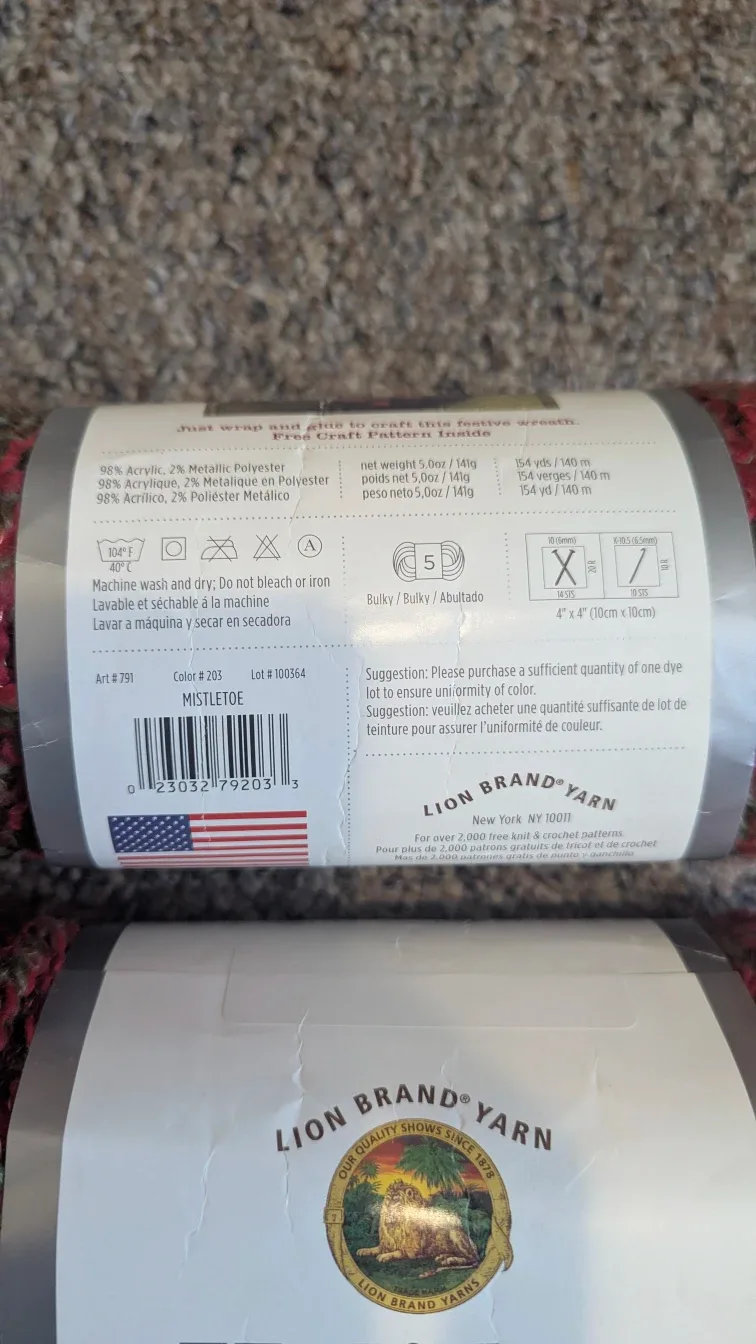 Just wrap and glue to craft this festive wreath.
Free Craft Pattern Inside
98% Acrylic, 2% Metallic Polyester
98% Acrylique, 2% Metalique en Polyester
98% Acrílico, 2% Poliéster Metálico
net weight 5.0oz / 141g
poids net 5,0oz / 141g
peso neto 5,0oz / 141g
154 yds / 140 m
154 verges / 140 m
154 yd / 140 m
104° F
40° C
A
Machine wash and dry; Do not bleach or iron
Lavable et séchable á la machine
Lavar a máquina y secar en secadora
5
Bulky / Bulky / Abultado
10 (6mm)
20 R
14 STS
K-10.5 (6.5mm)
10 R
10 STS
4" x 4" (10cm x 10cm)
Art # 791 Color # 203 Lot # 100364
MISTLETOE
0 23032 79203 3
Suggestion: Please purchase a sufficient quantity of one dye
lot to ensure uniformity of color.
Suggestion: veuillez acheter une quantité suffisante de lot de
teinture pour assurer l'uniformité de couleur.
LION BRAND® YARN
New York NY 10011
For over 2,000 free knit & crochet patterns.
Pour plus de 2,000 patrons gratuits de tricot et de crochet
Mas de 2,000 patrones gratis de punto y ganchillo
LION BRAND® YARN
OUR QUALITY SHOWS SINCE 1878
TRADE MARK
LION BRAND YARNS